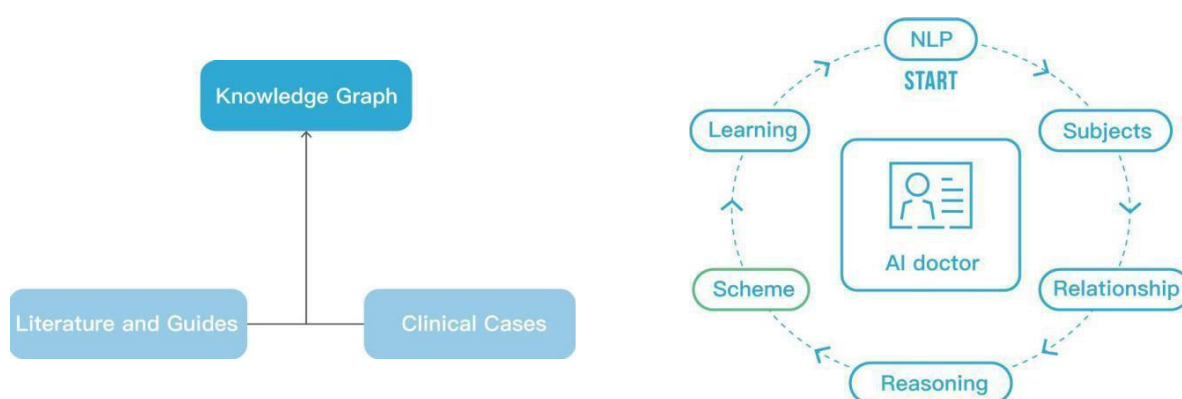 Knowledge Graph
Literature and Guides
Clinical Cases
NLP
START
Subjects
Relationship
Reasoning
Scheme
Learning
AI doctor